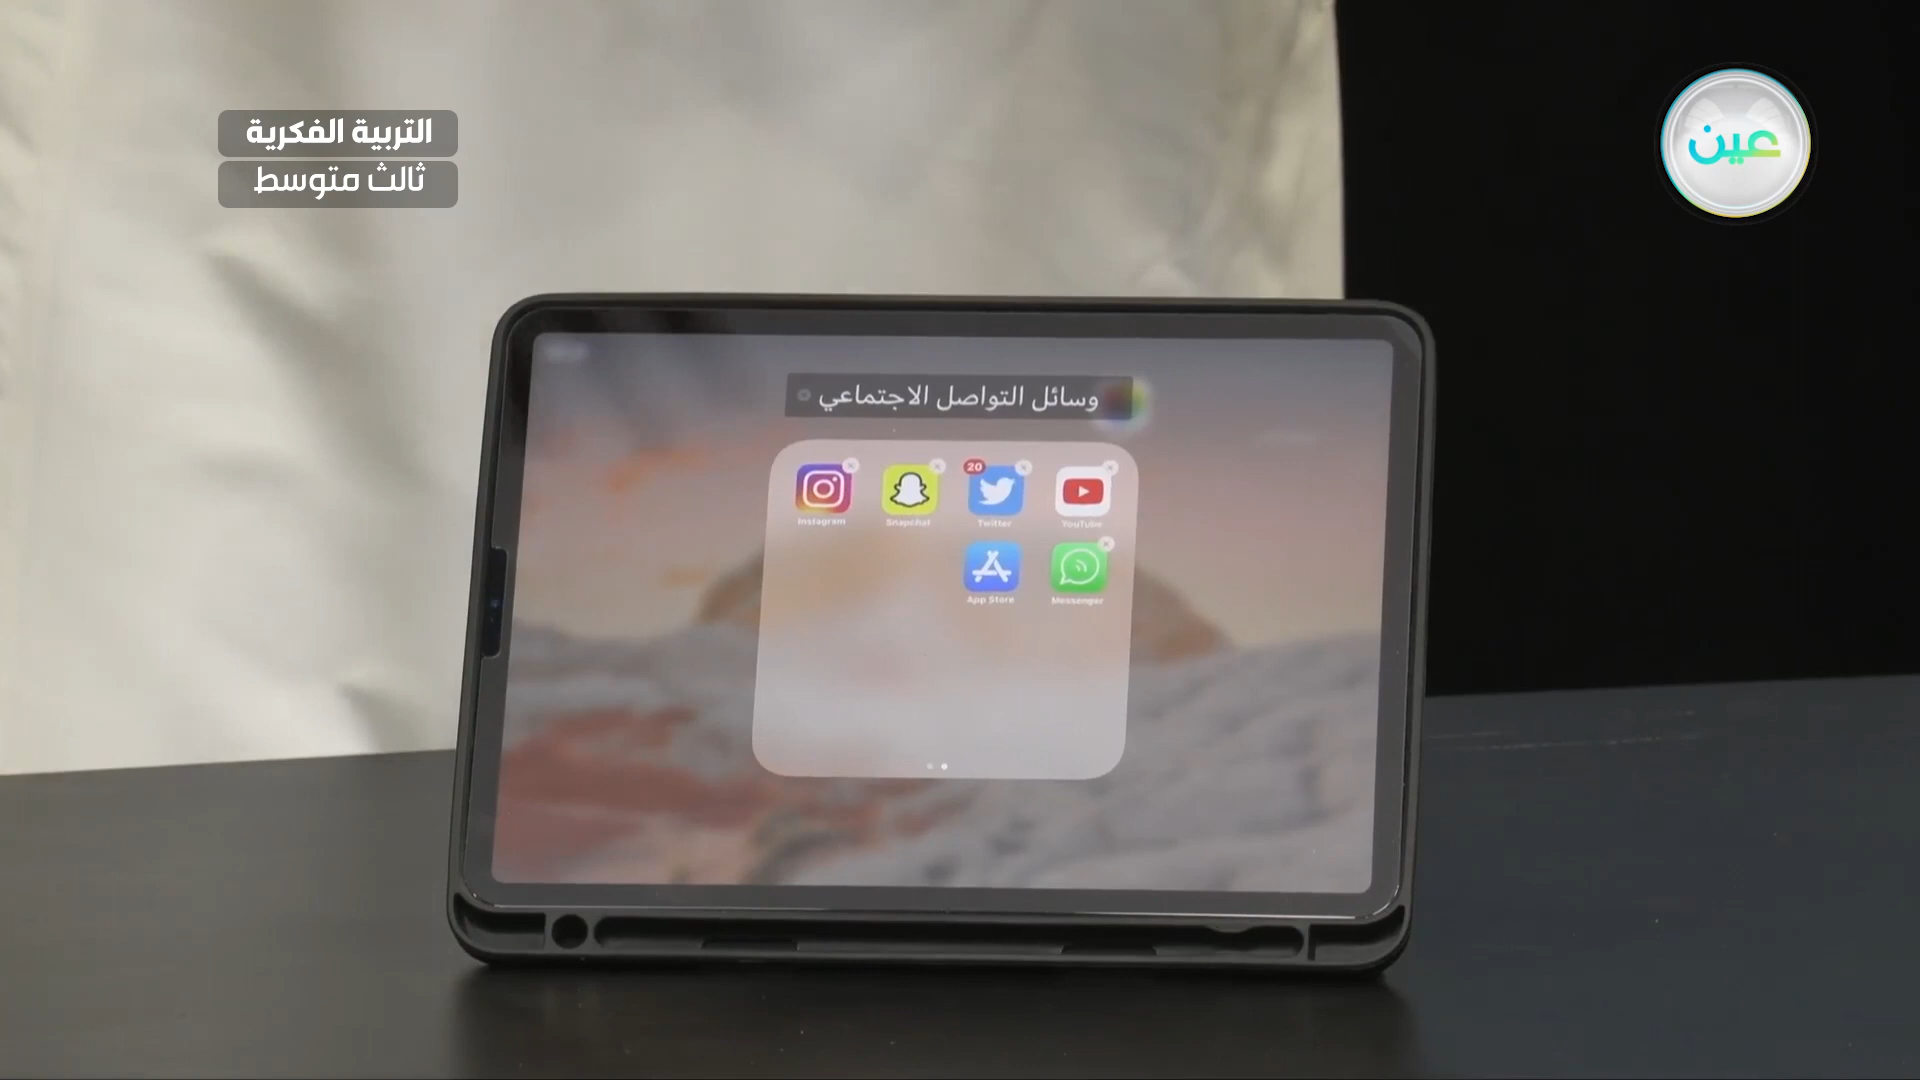 التربية الفكرية
ثالث متوسط
عين
وسائل التواصل الاجتماعي
20
Instagram Snapchat Twitter YouTube
App Store Messenger